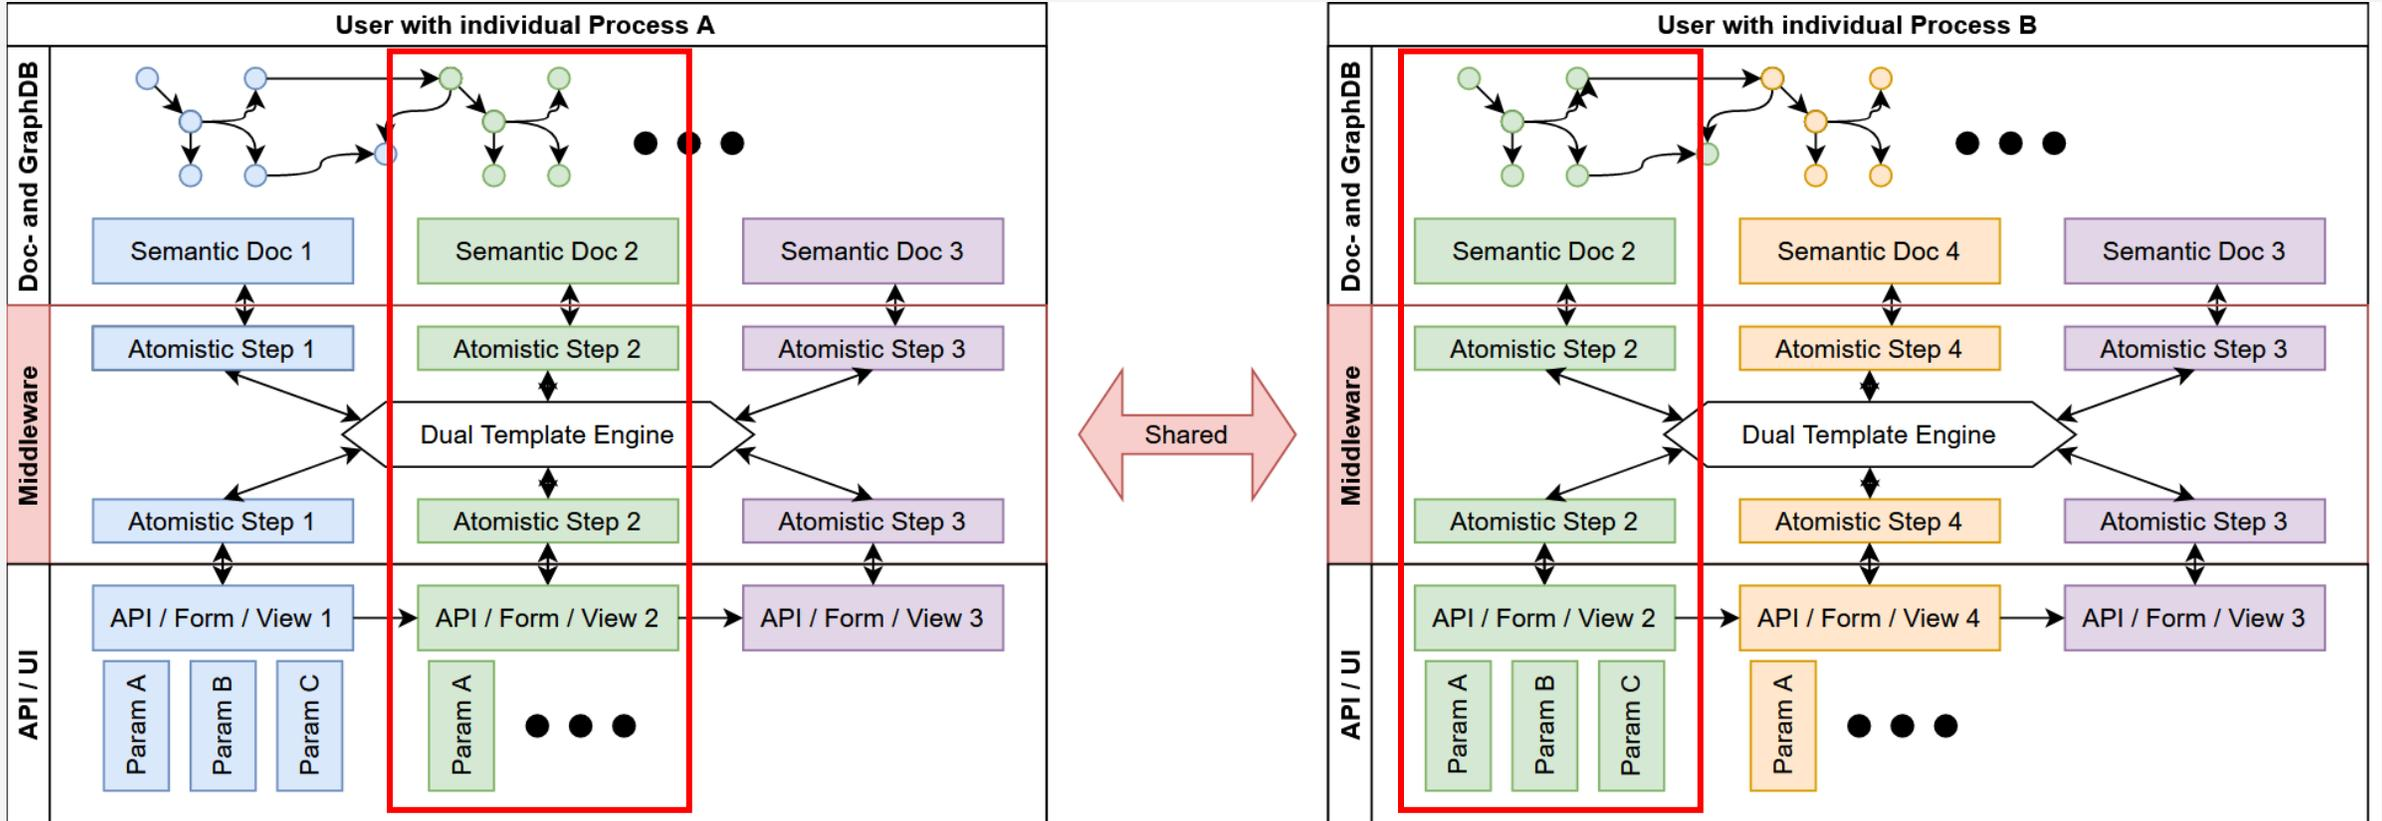 User with individual Process A
Doc- and GraphDB
Semantic Doc 1
Semantic Doc 2
Semantic Doc 3
Middleware
Atomistic Step 1
Atomistic Step 2
Atomistic Step 3
Dual Template Engine
Atomistic Step 1
Atomistic Step 2
Atomistic Step 3
API / UI
API / Form / View 1
API / Form / View 2
API / Form / View 3
Param A
Param B
Param C
Param A
Shared
User with individual Process B
Doc- and GraphDB
Semantic Doc 2
Semantic Doc 4
Semantic Doc 3
Middleware
Atomistic Step 2
Atomistic Step 4
Atomistic Step 3
Dual Template Engine
Atomistic Step 2
Atomistic Step 4
Atomistic Step 3
API / UI
API / Form / View 2
API / Form / View 4
API / Form / View 3
Param A
Param B
Param C
Param A